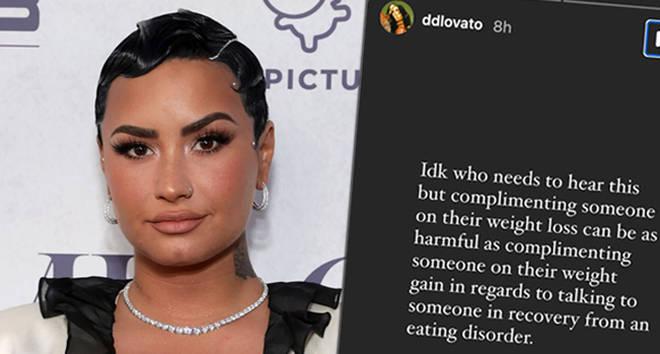 PICTU
ddlovato 8h
Idk who needs to hear this
but complimenting someone
on their weight loss can be as
harmful as complimenting
someone on their weight
gain in regards to talking to
someone in recovery from an
eating disorder.